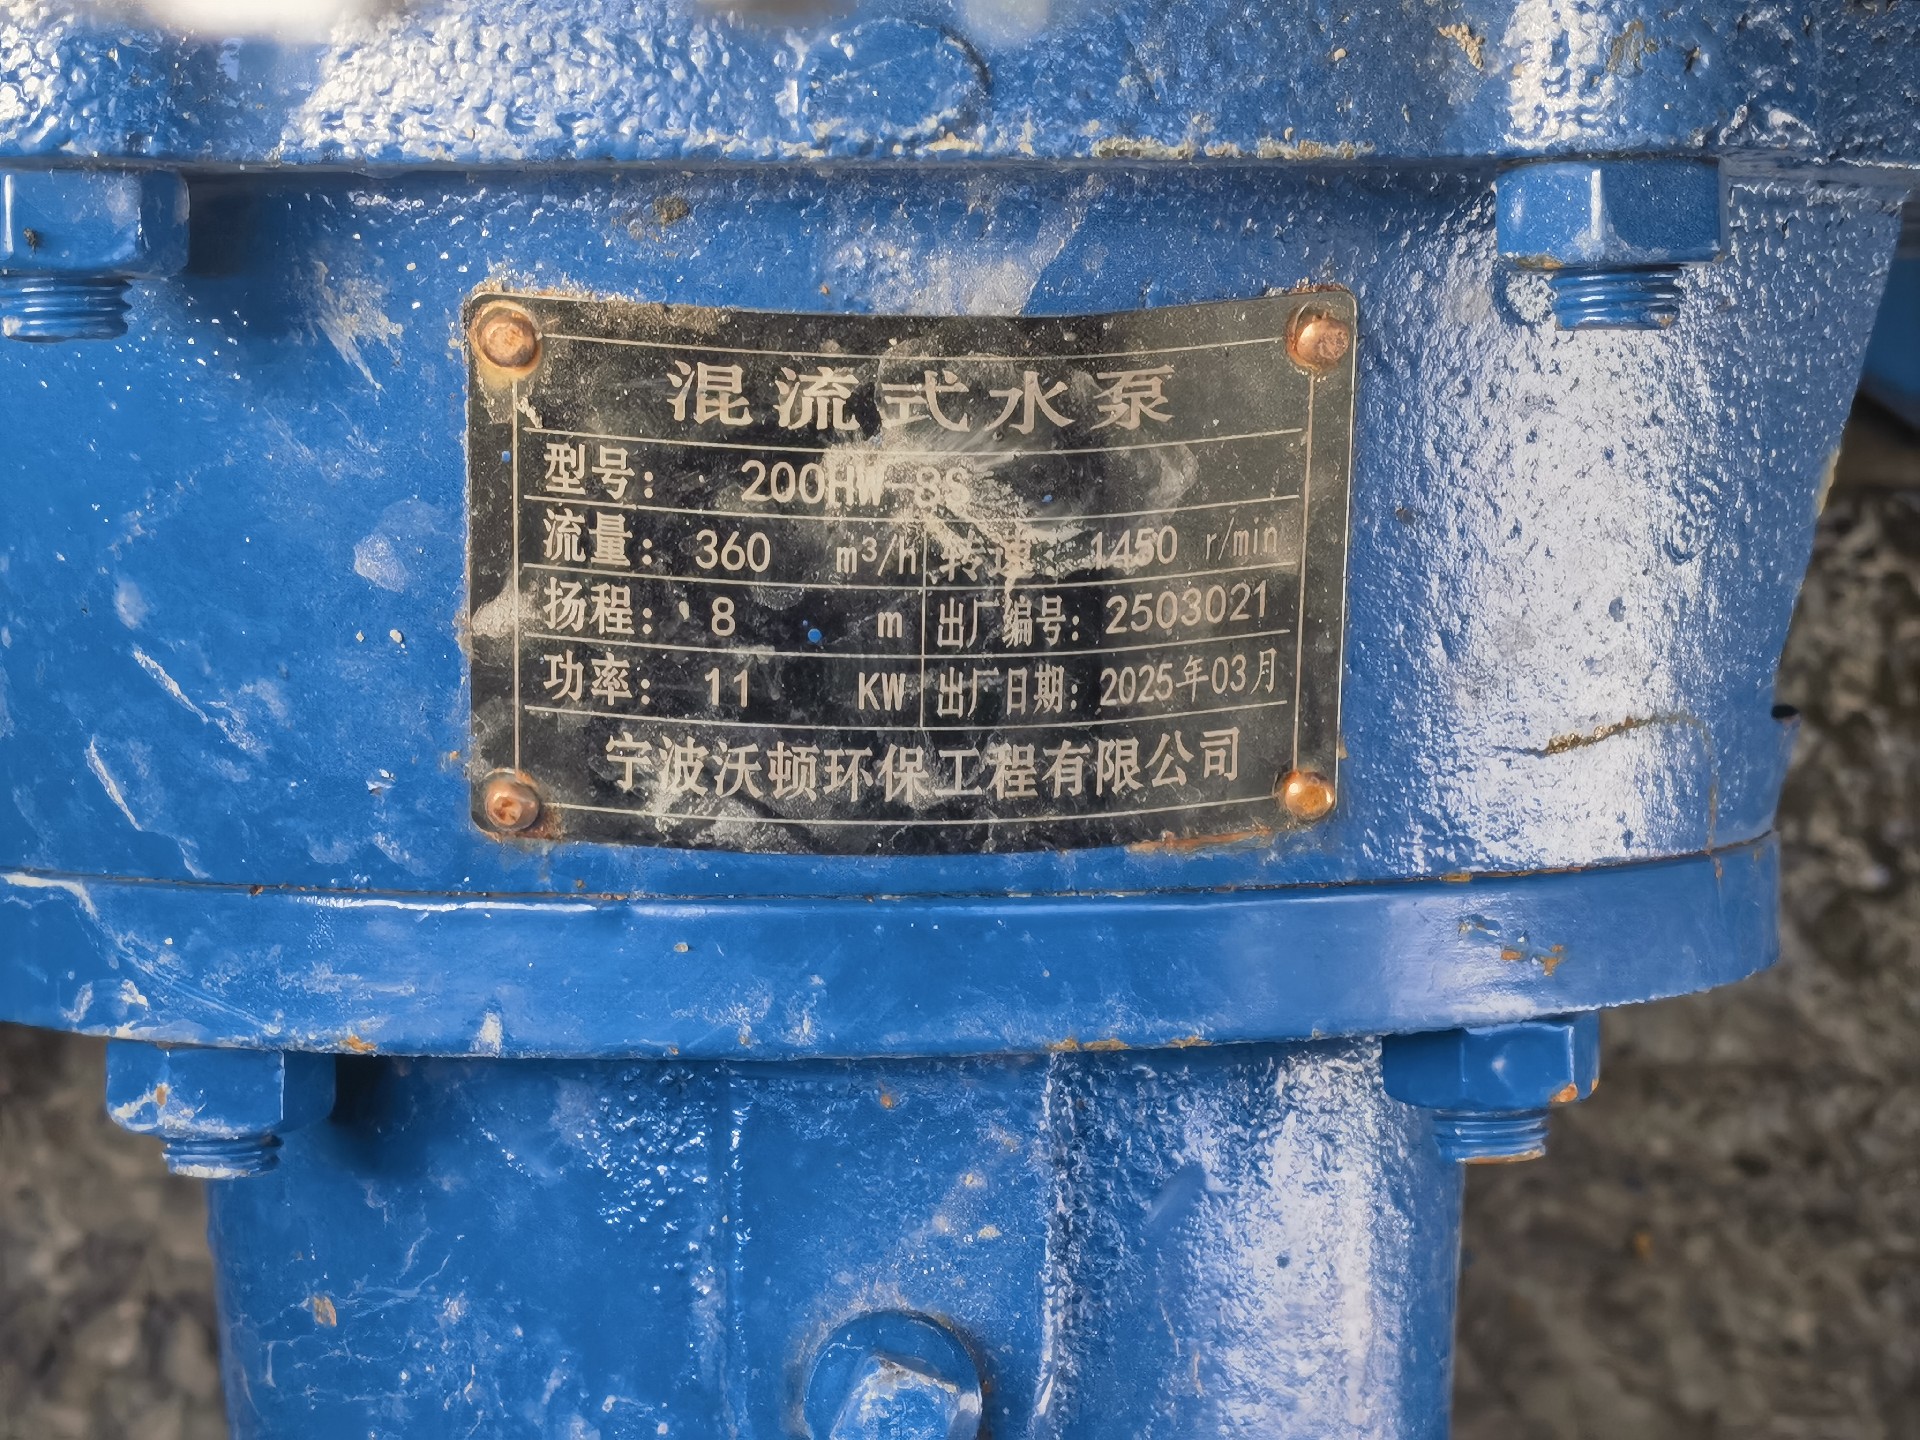 混流式水泵
型号： 200HW-8S
流量： 360 m³/h 转速： 1450 r/min
扬程： 8 m 出厂编号： 2503021
功率： 11 KW 出厂日期： 2025年03月
宁波沃顿环保工程有限公司